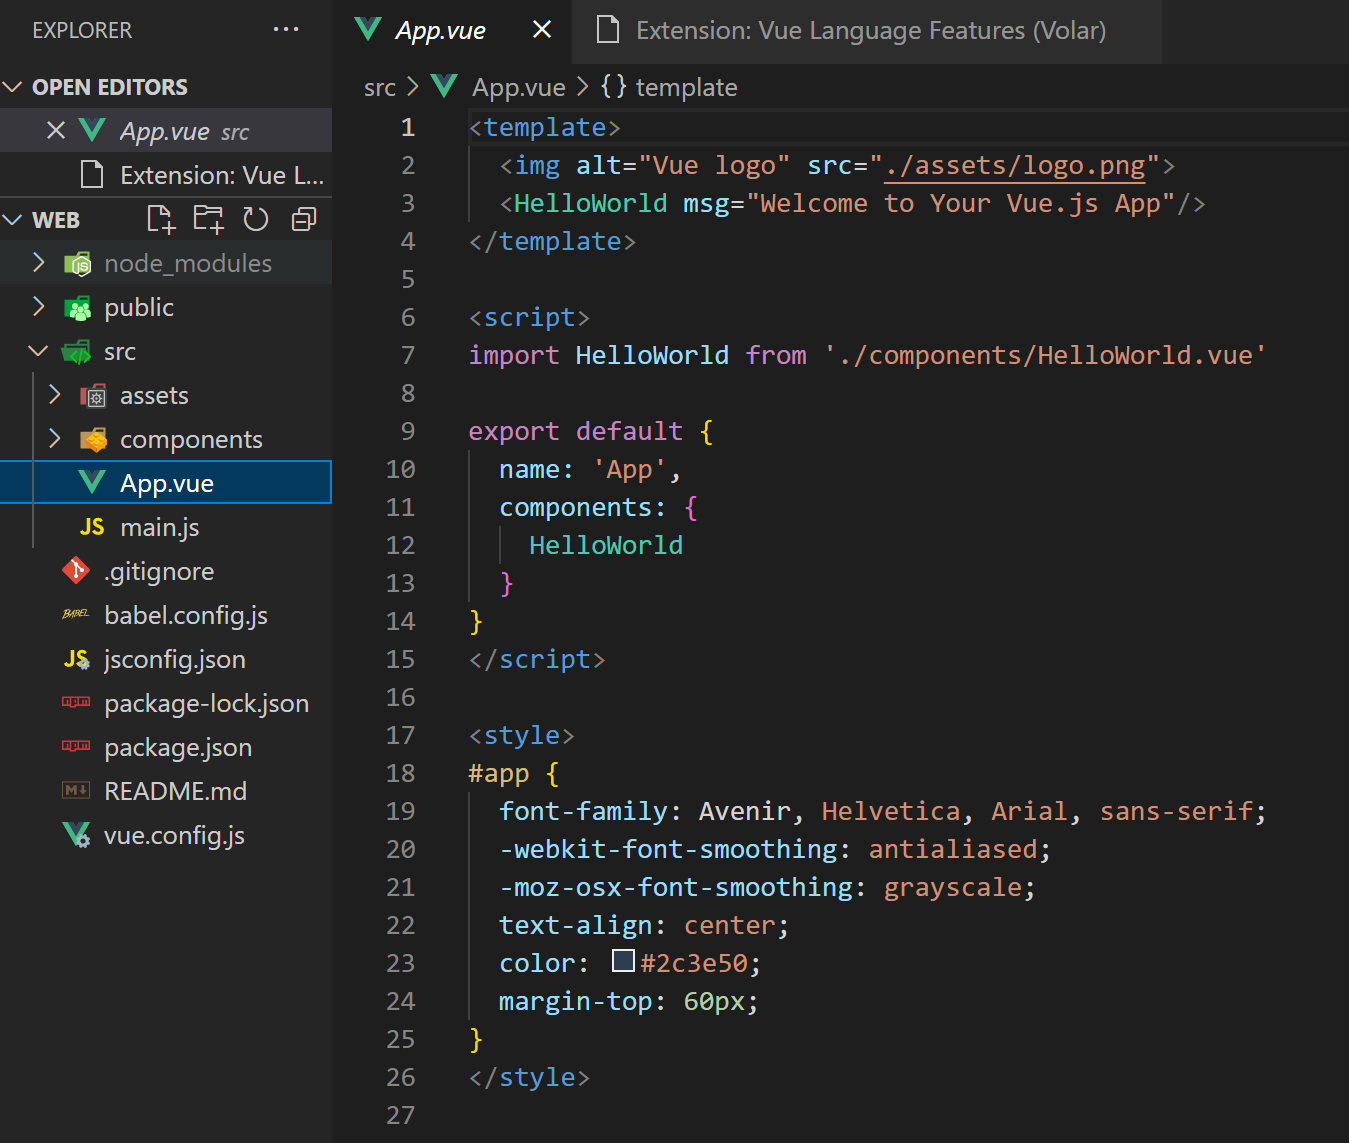 EXPLORER ···
OPEN EDITORS
App.vue src
Extension: Vue L...
WEB
node_modules
public
src
assets
components
App.vue
JS main.js
.gitignore
BABEL babel.config.js
JS jsconfig.json
package-lock.json
package.json
M README.md
vue.config.js
App.vue
Extension: Vue Language Features (Volar)
src > App.vue > {} template
1 <template>
2 <img alt="Vue logo" src="./assets/logo.png">
3 <HelloWorld msg="Welcome to Your Vue.js App"/>
4 </template>
5
6 <script>
7 import HelloWorld from './components/HelloWorld.vue'
8
9 export default {
10 name: 'App',
11 components: {
12 HelloWorld
13 }
14 }
15 </script>
16
17 <style>
18 #app {
19 font-family: Avenir, Helvetica, Arial, sans-serif;
20 -webkit-font-smoothing: antialiased;
21 -moz-osx-font-smoothing: grayscale;
22 text-align: center;
23 color: #2c3e50;
24 margin-top: 60px;
25 }
26 </style>
27